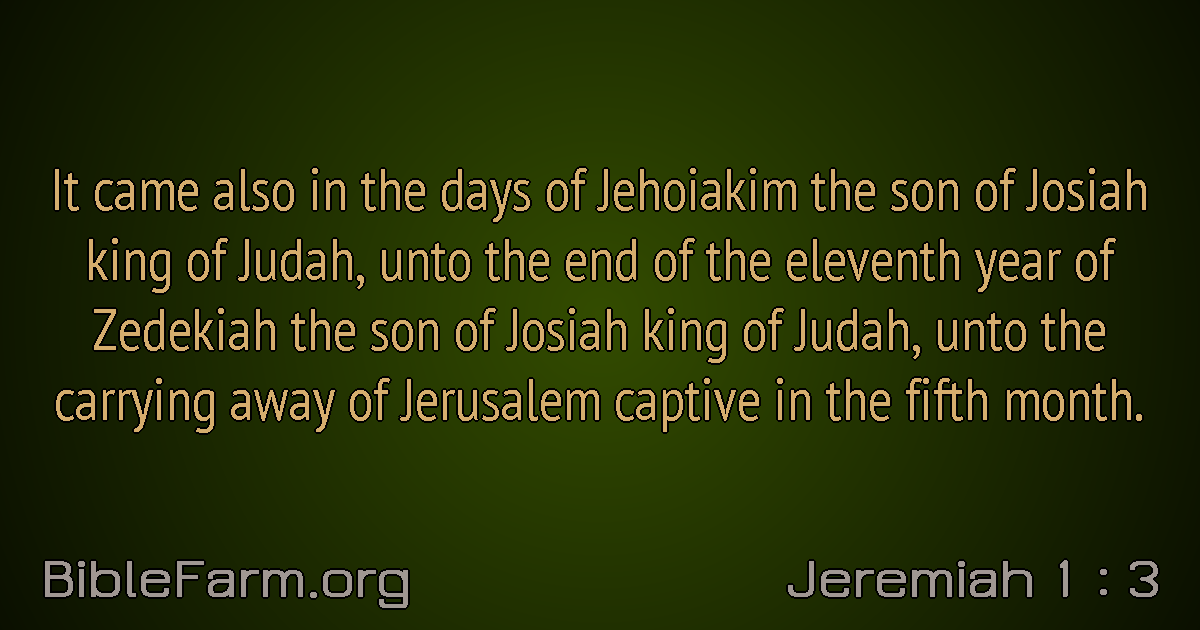 It came also in the days of Jehoiakim the son of Josiah
king of Judah, unto the end of the eleventh year of
Zedekiah the son of Josiah king of Judah, unto the
carrying away of Jerusalem captive in the fifth month.
BibleFarm.org
Jeremiah 1 : 3